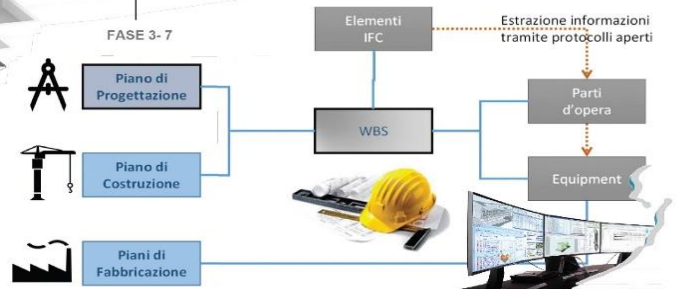 FASE 3- 7
Elementi
IFC
Estrazione informazioni
tramite protocolli aperti
Piano di
Progettazione
Parti
d'opera
WBS
Piano di
Costruzione
Equipment
Piani di
Fabbricazione